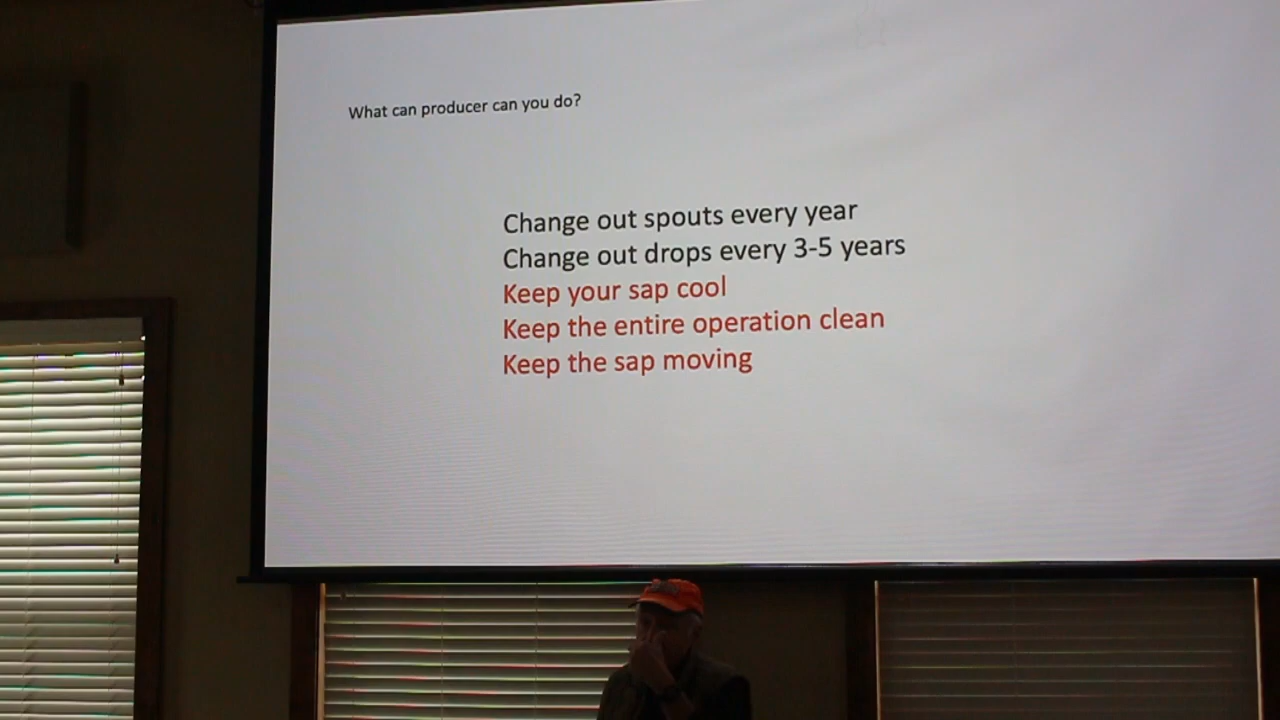 What can producer can you do?
Change out spouts every year
Change out drops every 3-5 years
Keep your sap cool
Keep the entire operation clean
Keep the sap moving